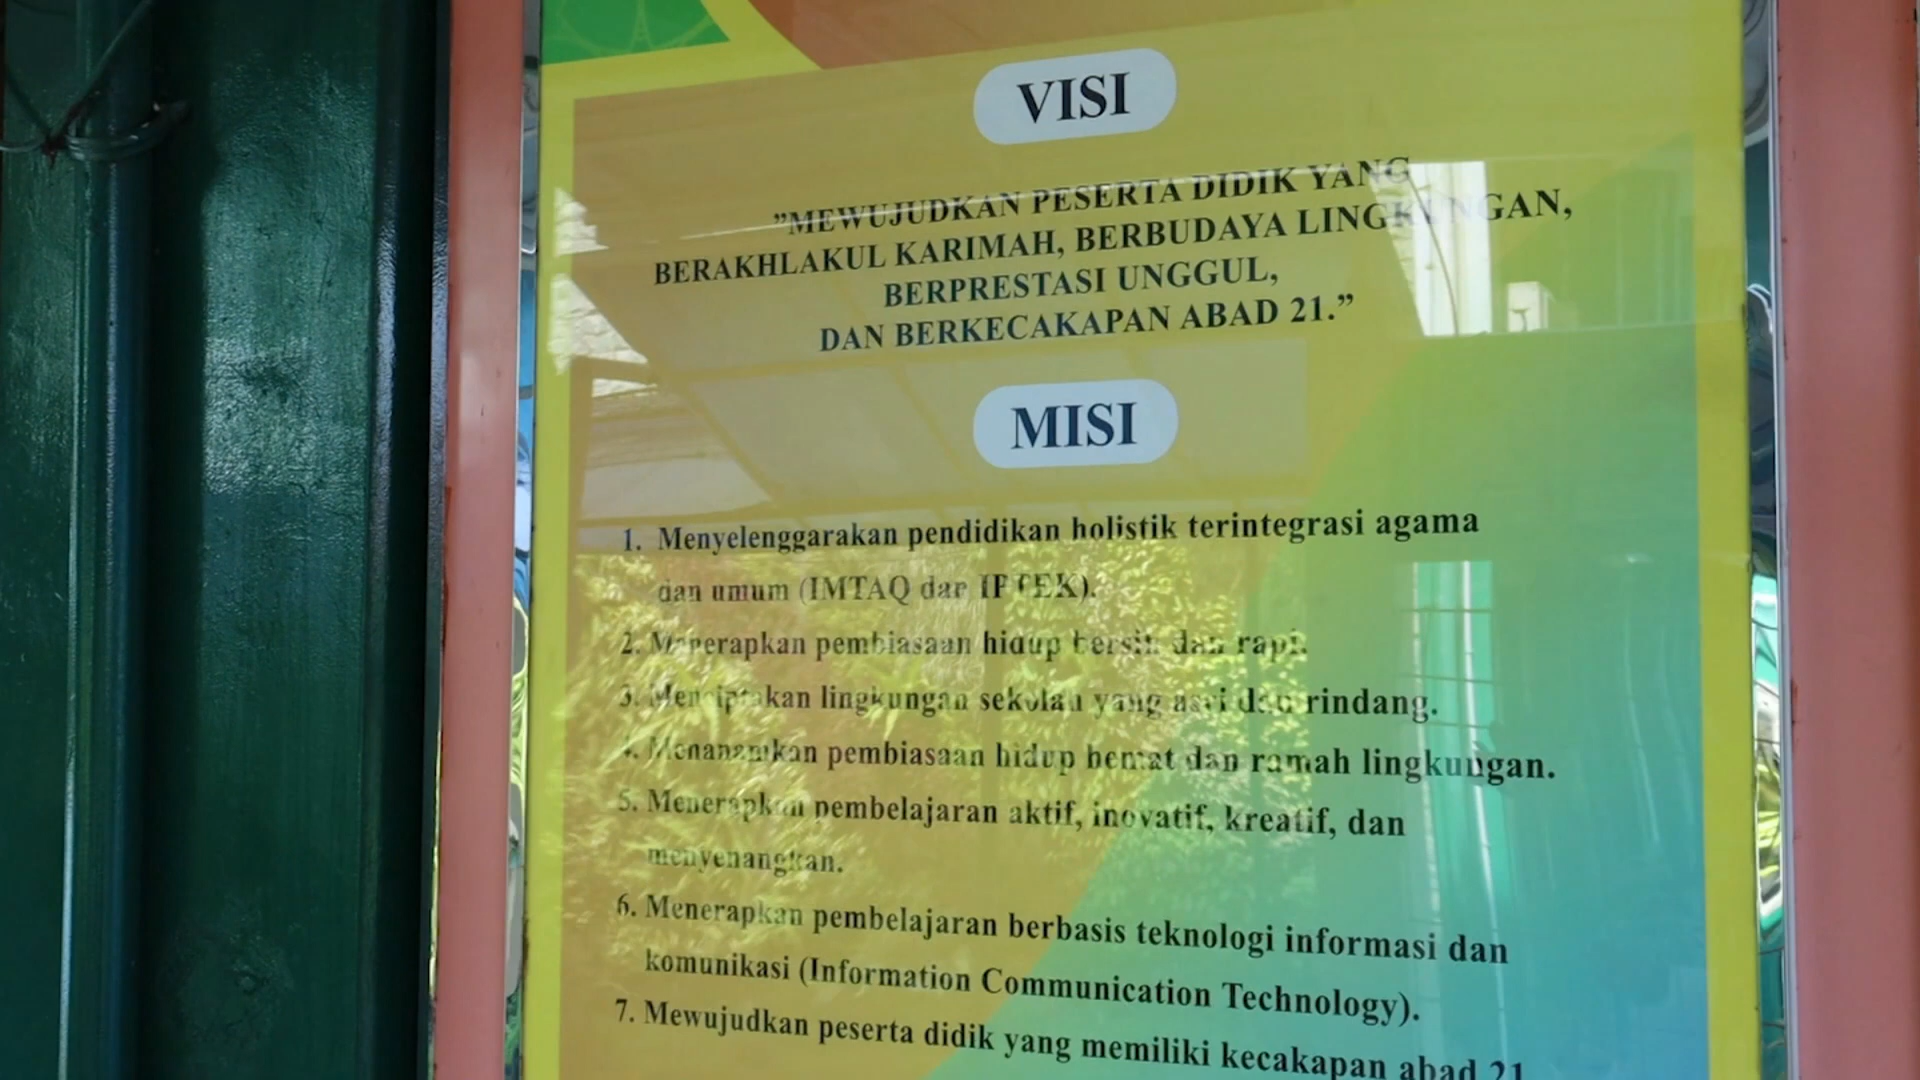 VISI
”MEWUJUDKAN PESERTA DIDIK YANG
BERAKHLAKUL KARIMAH, BERBUDAYA LINGKUNGAN,
BERPRESTASI UNGGUL,
DAN BERKECAKAPAN ABAD 21.”
MISI
1. Menyelenggarakan pendidikan holistik terintegrasi agama
dan umum (IMTAQ dan IPTEK).
2. Menerapkan pembiasaan hidup bersih dan rapi.
3. Menciptakan lingkungan sekolah yang asri dan rindang.
4. Menanamkan pembiasaan hidup hemat dan ramah lingkungan.
5. Menerapkan pembelajaran aktif, inovatif, kreatif, dan
menyenangkan.
6. Menerapkan pembelajaran berbasis teknologi informasi dan
komunikasi (Information Communication Technology).
7. Mewujudkan peserta didik yang memiliki kecakapan abad 21